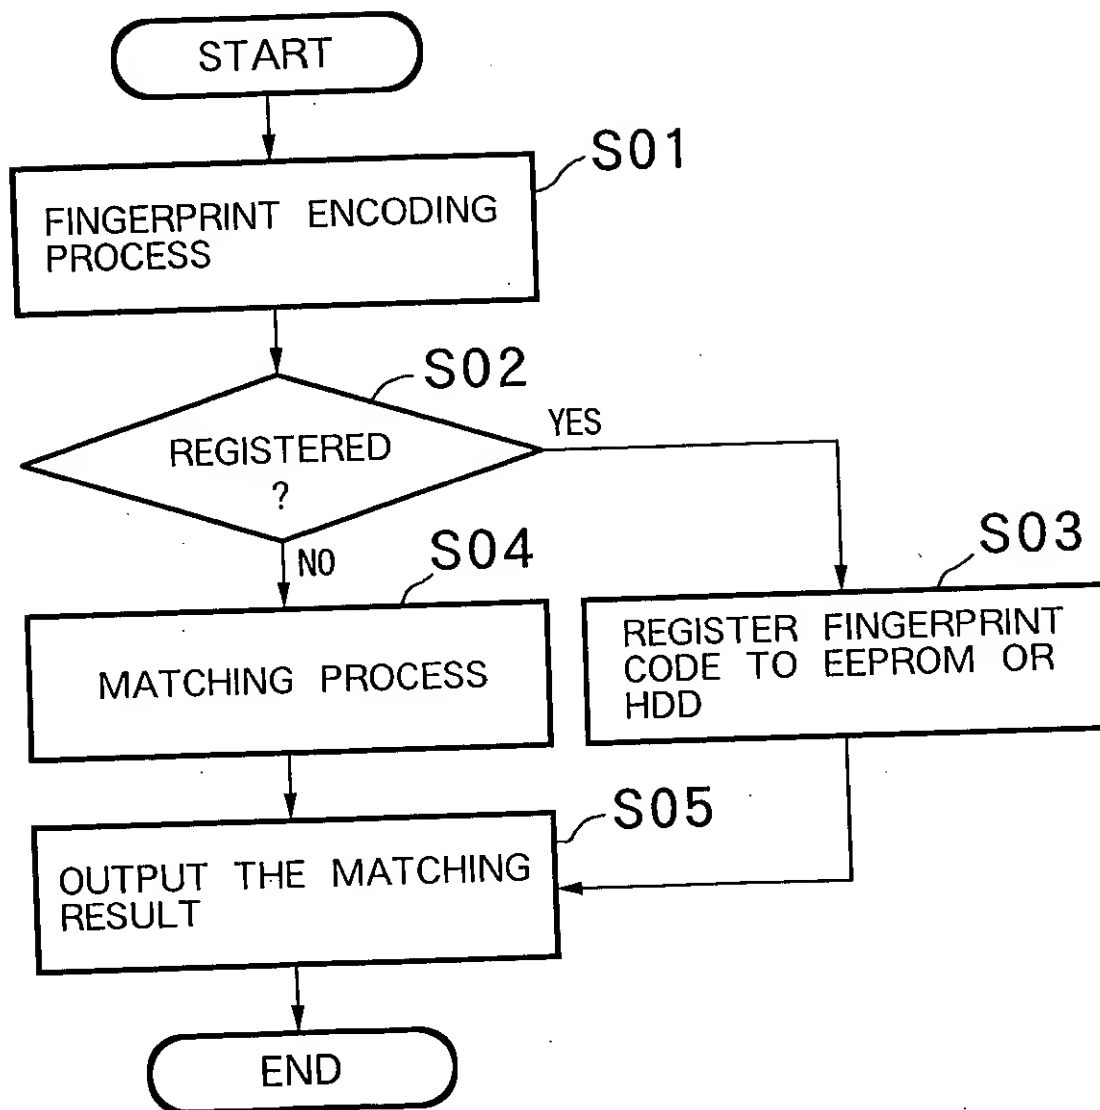 START
S01
FINGERPRINT ENCODING
PROCESS
S02
REGISTERED
?
YES
NO
S04
S03
MATCHING PROCESS
REGISTER FINGERPRINT
CODE TO EEPROM OR
HDD
S05
OUTPUT THE MATCHING
RESULT
END